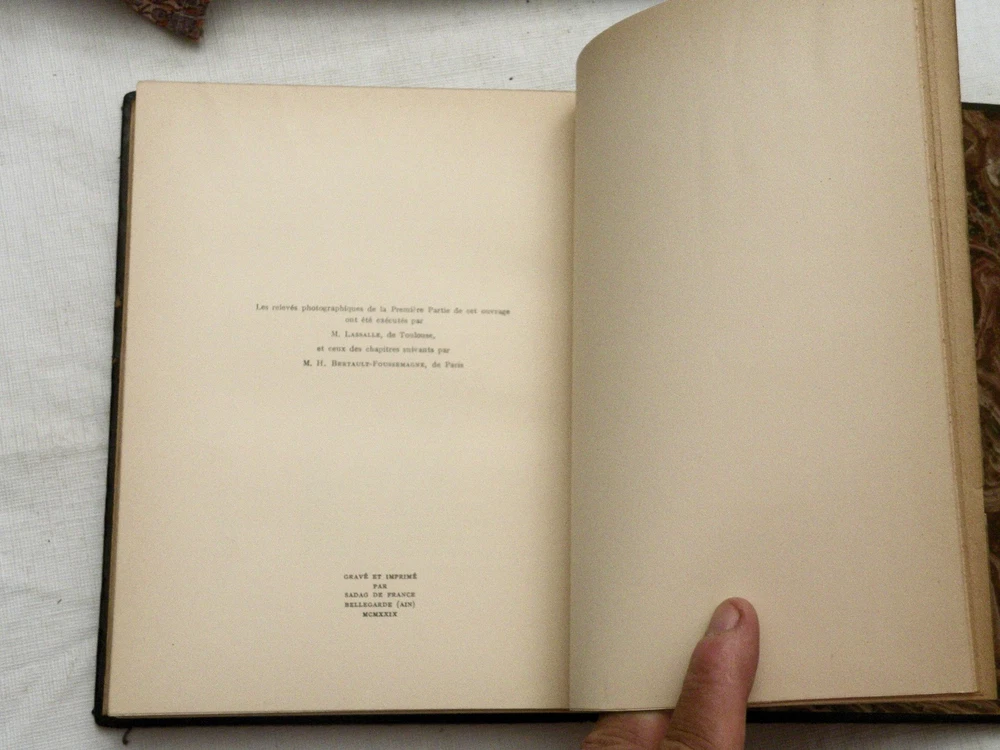 Les relevés photographiques de la Première Partie de cet ouvrage
ont été exécutés par
M. LASSALLE, de Toulouse,
et ceux des chapitres suivants par
M. H. BERTAULT-FOUSSEMAGNE, de Paris
GRAVÉ ET IMPRIMÉ
PAR
SADAG DE FRANCE
BELLEGARDE (AIN)
MCMXXIX